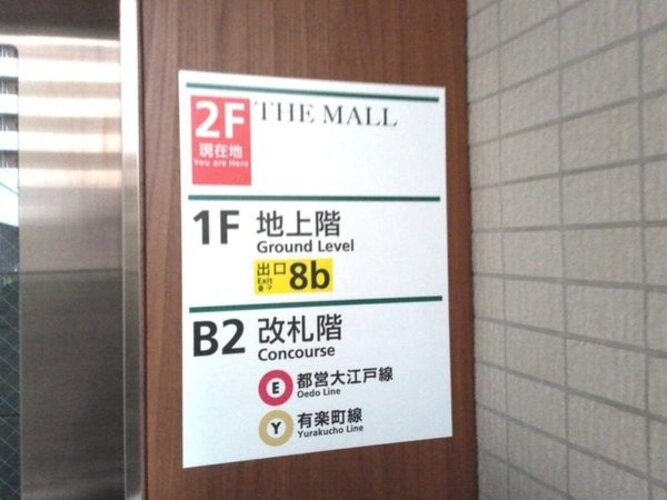 2F THE MALL
現在地
You are Here
1F 地上階
Ground Level
出口 8b
Exit
B2 改札階
Concourse
E 都営大江戸線
Oedo Line
Y 有楽町線
Yurakucho Line